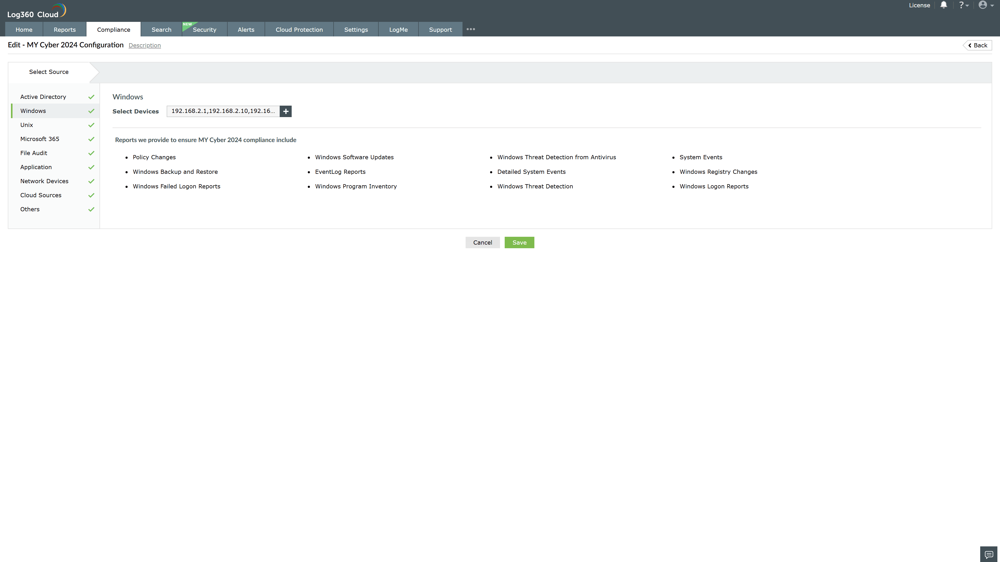 Log360 Cloud
License
?
Home
Reports
Compliance
Search
NEW
Security
Alerts
Cloud Protection
Settings
LogMe
Support
Edit - MY Cyber 2024 Configuration Description
Back
Select Source
Active Directory
Windows
Unix
Microsoft 365
File Audit
Application
Network Devices
Cloud Sources
Others
Windows
Select Devices 192.168.2.1,192.168.2.10,192.16...
Reports we provide to ensure MY Cyber 2024 compliance include
Policy Changes
Windows Software Updates
Windows Threat Detection from Antivirus
System Events
Windows Backup and Restore
EventLog Reports
Detailed System Events
Windows Registry Changes
Windows Failed Logon Reports
Windows Program Inventory
Windows Threat Detection
Windows Logon Reports
Cancel
Save